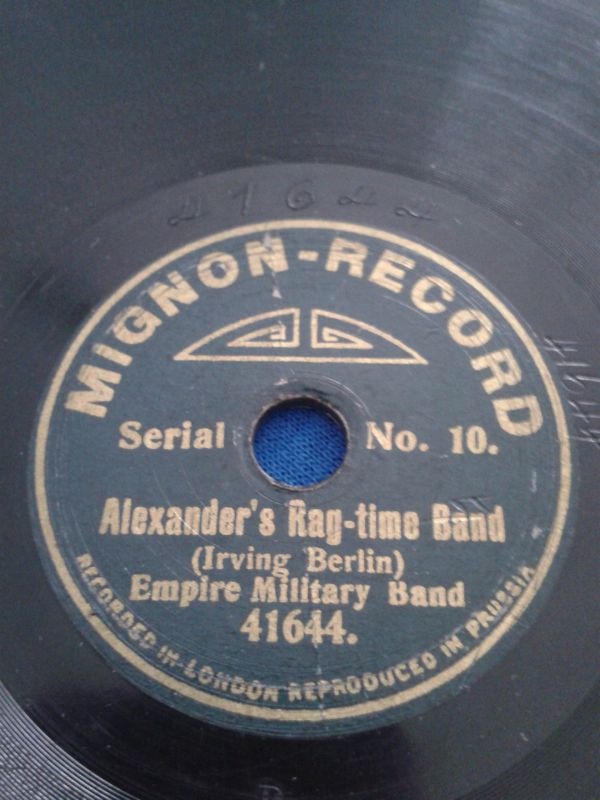 41644
MIGNON-RECORD
Serial No. 10.
Alexander's Rag-time Band
(Irving Berlin)
Empire Military Band
41644.
RECORDED IN LONDON REPRODUCED IN PRUSSIA